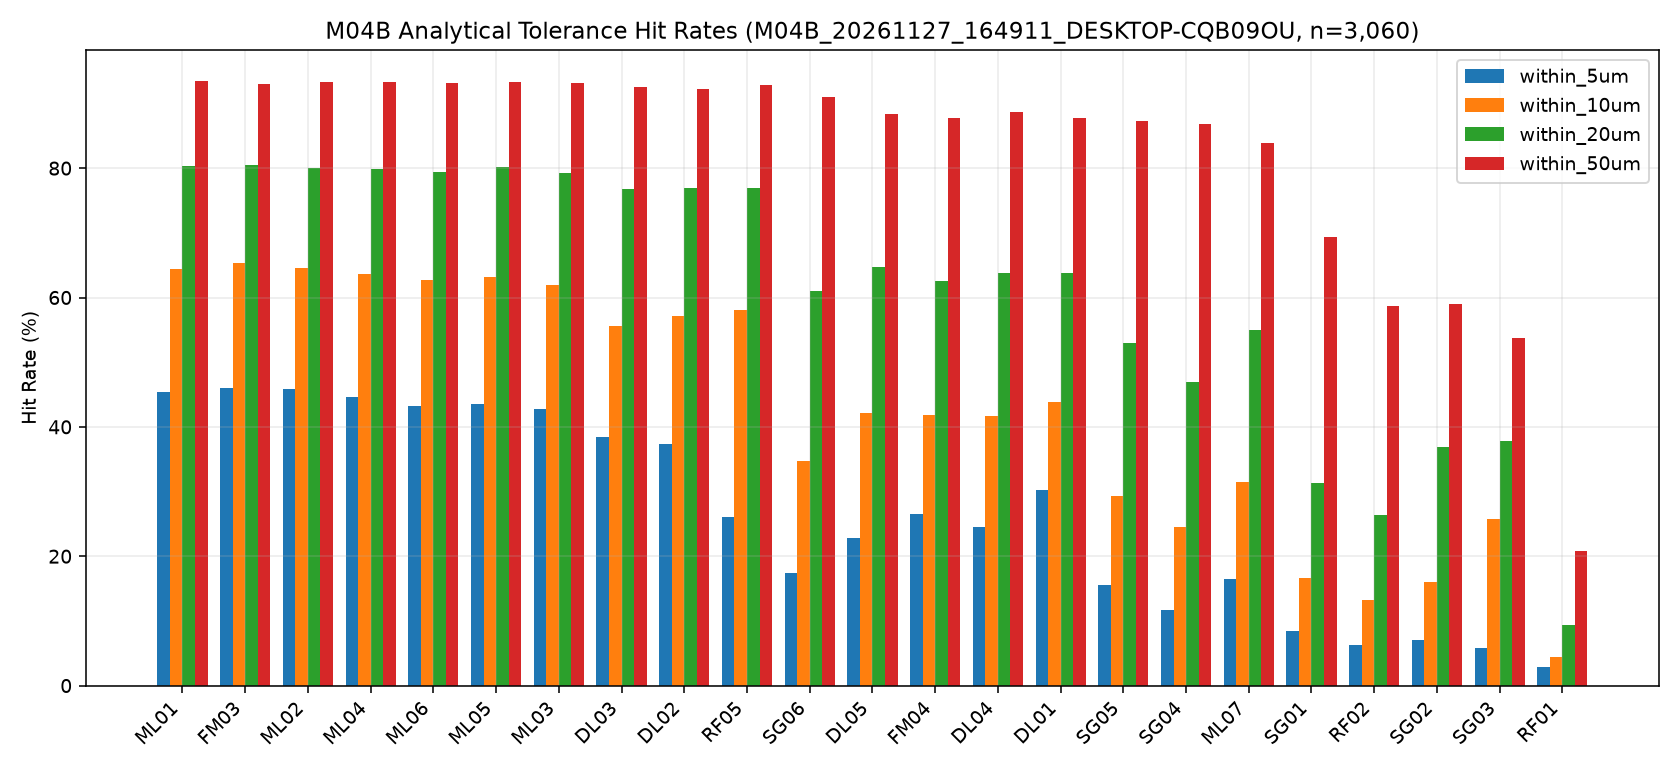 M04B Analytical Tolerance Hit Rates (M04B_20261127_164911_DESKTOP-CQB09OU, n=3,060)
within_5um
within_10um
within_20um
within_50um
Hit Rate (%)
80
60
40
20
0
ML01
FM03
ML02
ML04
ML06
ML05
ML03
DL03
DL02
RF05
SG06
DL05
FM04
DL04
DL01
SG05
SG04
ML07
SG01
RF02
SG02
SG03
RF01